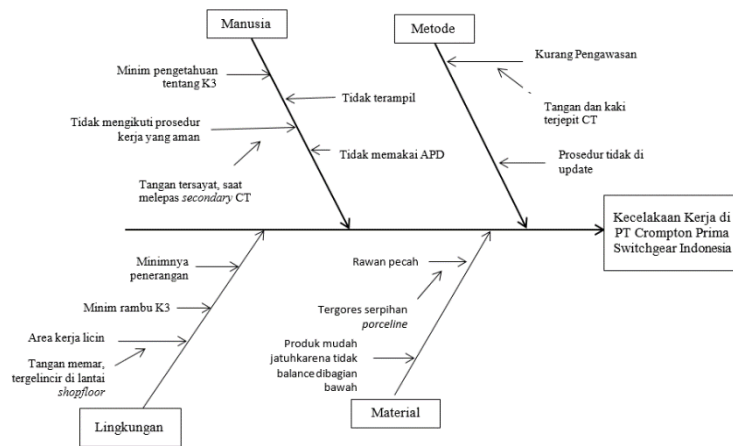 Manusia
Metode
Minim pengetahuan
tentang K3
Tidak terampil
Tidak mengikuti prosedur
kerja yang aman
Tidak memakai APD
Tangan tersayat, saat
melepas secondary CT
Kurang Pengawasan
Tangan dan kaki
terjepit CT
Prosedur tidak di
update
Kecelakaan Kerja di
PT Crompton Prima
Switchgear Indonesia
Minimnya
penerangan
Minim rambu K3
Area kerja licin
Tangan memar,
tergelincir di lantai
shopfloor
Rawan pecah
Tergores serpihan
porceline
Produk mudah
jatuhkarena tidak
balance dibagian
bawah
Lingkungan
Material